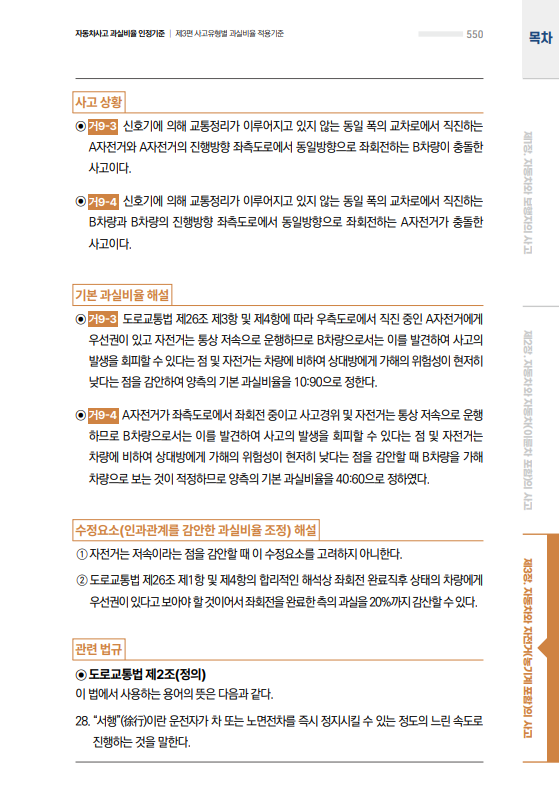 자동차사고 과실비율 인정기준 | 제3편 사고유형별 과실비율 적용기준
550
목차
사고 상황
◉ 거9-3 신호기에 의해 교통정리가 이루어지고 있지 않는 동일 폭의 교차로에서 직진하는
A자전거와 A자전거의 진행방향 좌측도로에서 동일방향으로 좌회전하는 B차량이 충돌한
사고이다.
◉ 거9-4 신호기에 의해 교통정리가 이루어지고 있지 않는 동일 폭의 교차로에서 직진하는
B차량과 B차량의 진행방향 좌측도로에서 동일방향으로 좌회전하는 A자전거가 충돌한
사고이다.
기본 과실비율 해설
◉ 거9-3 도로교통법 제26조 제3항 및 제4항에 따라 우측도로에서 직진 중인 A자전거에게
우선권이 있고 자전거는 통상 저속으로 운행하므로 B차량으로서는 이를 발견하여 사고의
발생을 회피할 수 있다는 점 및 자전거는 차량에 비하여 상대방에게 가해의 위험성이 현저히
낮다는 점을 감안하여 양측의 기본 과실비율을 10:90으로 정한다.
◉ 거9-4 A자전거가 좌측도로에서 좌회전 중이고 사고경위 및 자전거는 통상 저속으로 운행
하므로 B차량으로서는 이를 발견하여 사고의 발생을 회피할 수 있다는 점 및 자전거는
차량에 비하여 상대방에게 가해의 위험성이 현저히 낮다는 점을 감안할 때 B차량을 가해
차량으로 보는 것이 적정하므로 양측의 기본 과실비율을 40:60으로 정하였다.
수정요소(인과관계를 감안한 과실비율 조정) 해설
① 자전거는 저속이라는 점을 감안할 때 이 수정요소를 고려하지 아니한다.
② 도로교통법 제26조 제1항 및 제4항의 합리적인 해석상 좌회전 완료직후 상태의 차량에게
우선권이 있다고 보아야 할 것이어서 좌회전을 완료한 측의 과실을 20%까지 감산할 수 있다.
관련 법규
◉ 도로교통법 제2조(정의)
이 법에서 사용하는 용어의 뜻은 다음과 같다.
28. “서행”(徐行)이란 운전자가 차 또는 노면전차를 즉시 정지시킬 수 있는 정도의 느린 속도로
진행하는 것을 말한다.
제1장. 자동차와 보행자의 사고
제2장. 자동차와 자동차(이륜차 포함)의 사고
제3장. 자동차와 자전거(농기계 포함)의 사고